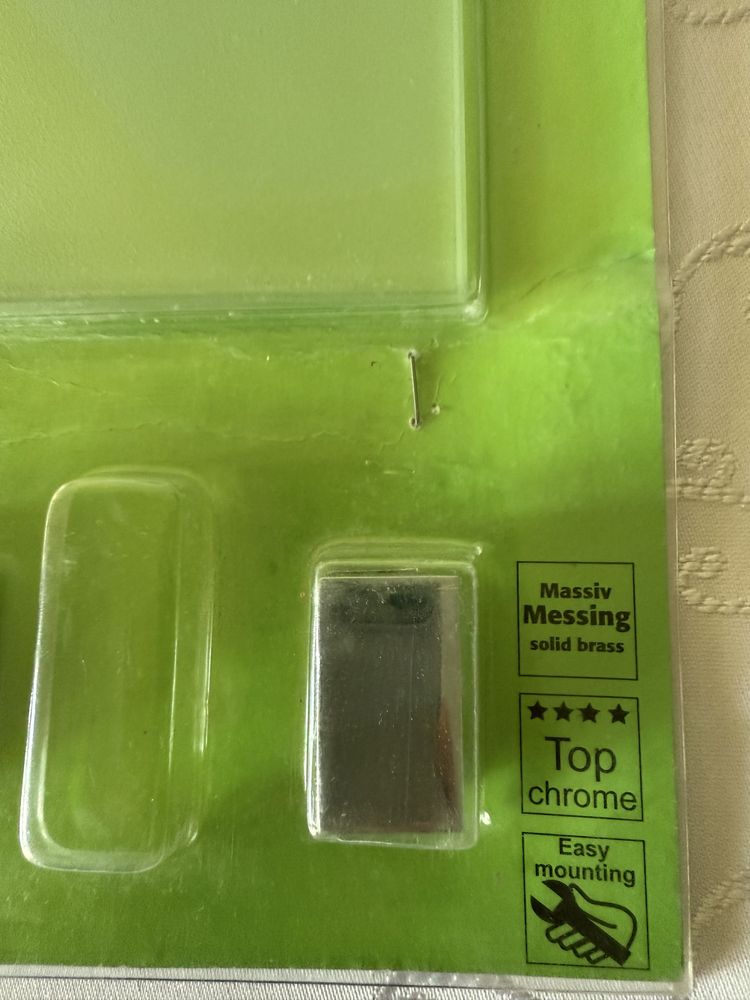 Massiv
Messing
solid brass
Top
chrome
Easy
mounting